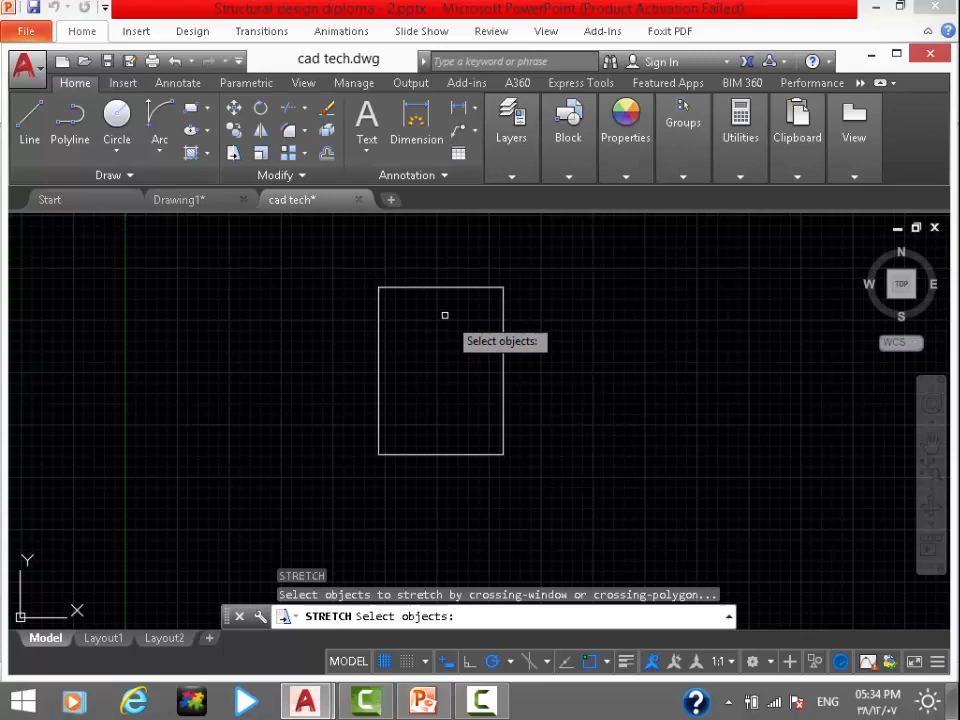 Structural design diploma - 2.pptx - Microsoft PowerPoint (Product Activation Failed)
File Home Insert Design Transitions Animations Slide Show Review View Add-Ins Foxit PDF
cad tech.dwg Type a keyword or phrase Sign In
Home Insert Annotate Parametric View Manage Output Add-ins A360 Express Tools Featured Apps BIM 360 Performance
Line Polyline Circle Arc Text Dimension Layers Block Properties Groups Utilities Clipboard View
Draw Modify Annotation
Start Drawing1* cad tech*
N
W TOP E
S
WCS
Select objects:
Y
X
STRETCH
Select objects to stretch by crossing-window or crossing-polygon...
STRETCH Select objects:
Model Layout1 Layout2
MODEL 1:1
ENG 05:34 PM
٣٨/١٢/٠٧